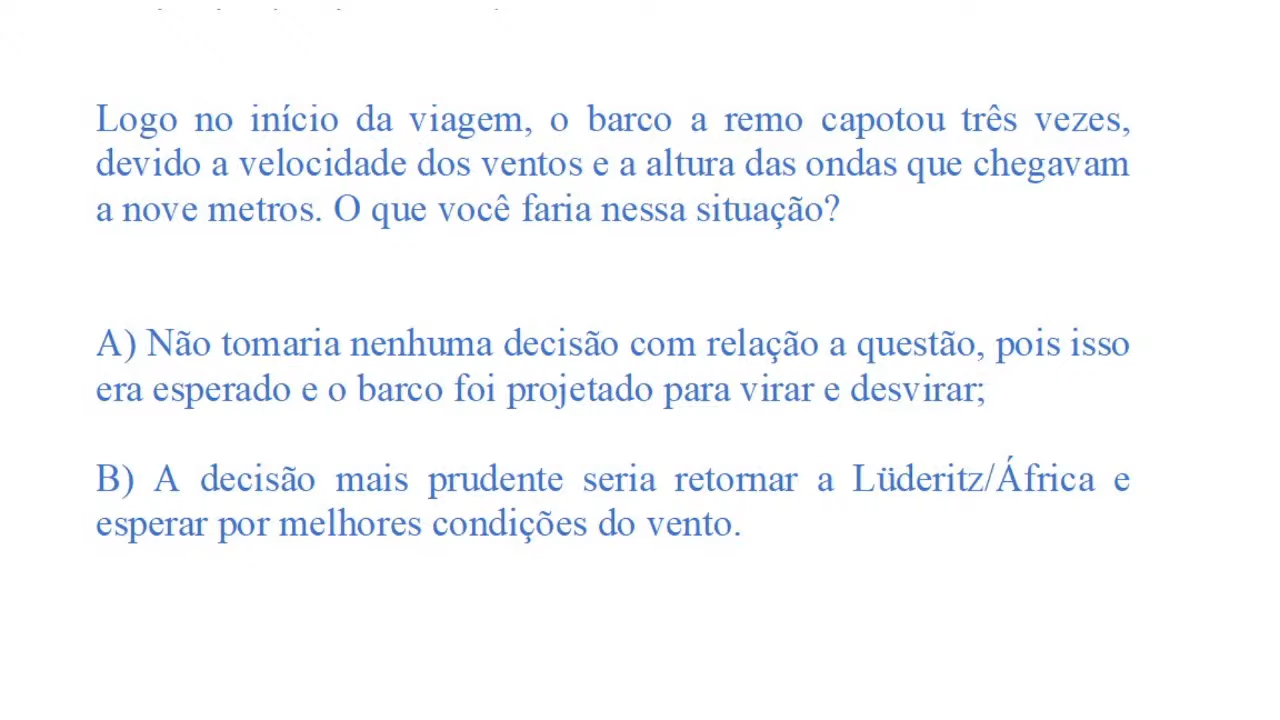 Logo no início da viagem, o barco a remo capotou três vezes,
devido a velocidade dos ventos e a altura das ondas que chegavam
a nove metros. O que você faria nessa situação?
A) Não tomaria nenhuma decisão com relação a questão, pois isso
era esperado e o barco foi projetado para virar e desvirar;
B) A decisão mais prudente seria retornar a Lüderitz/África e
esperar por melhores condições do vento.